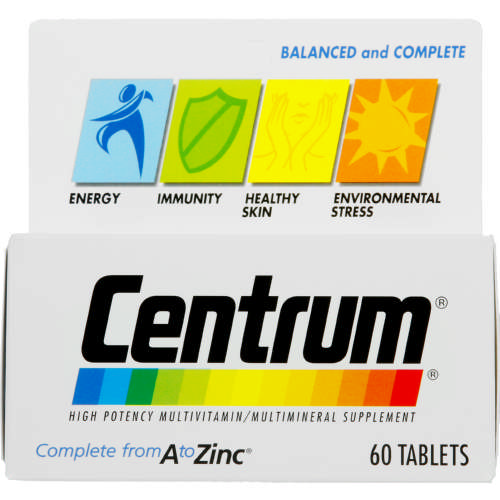 BALANCED and COMPLETE
ENERGY IMMUNITY HEALTHY SKIN ENVIRONMENTAL STRESS
Centrum®
®
HIGH POTENCY MULTIVITAMIN/MULTIMINERAL SUPPLEMENT
Complete from A to Zinc® 60 TABLETS